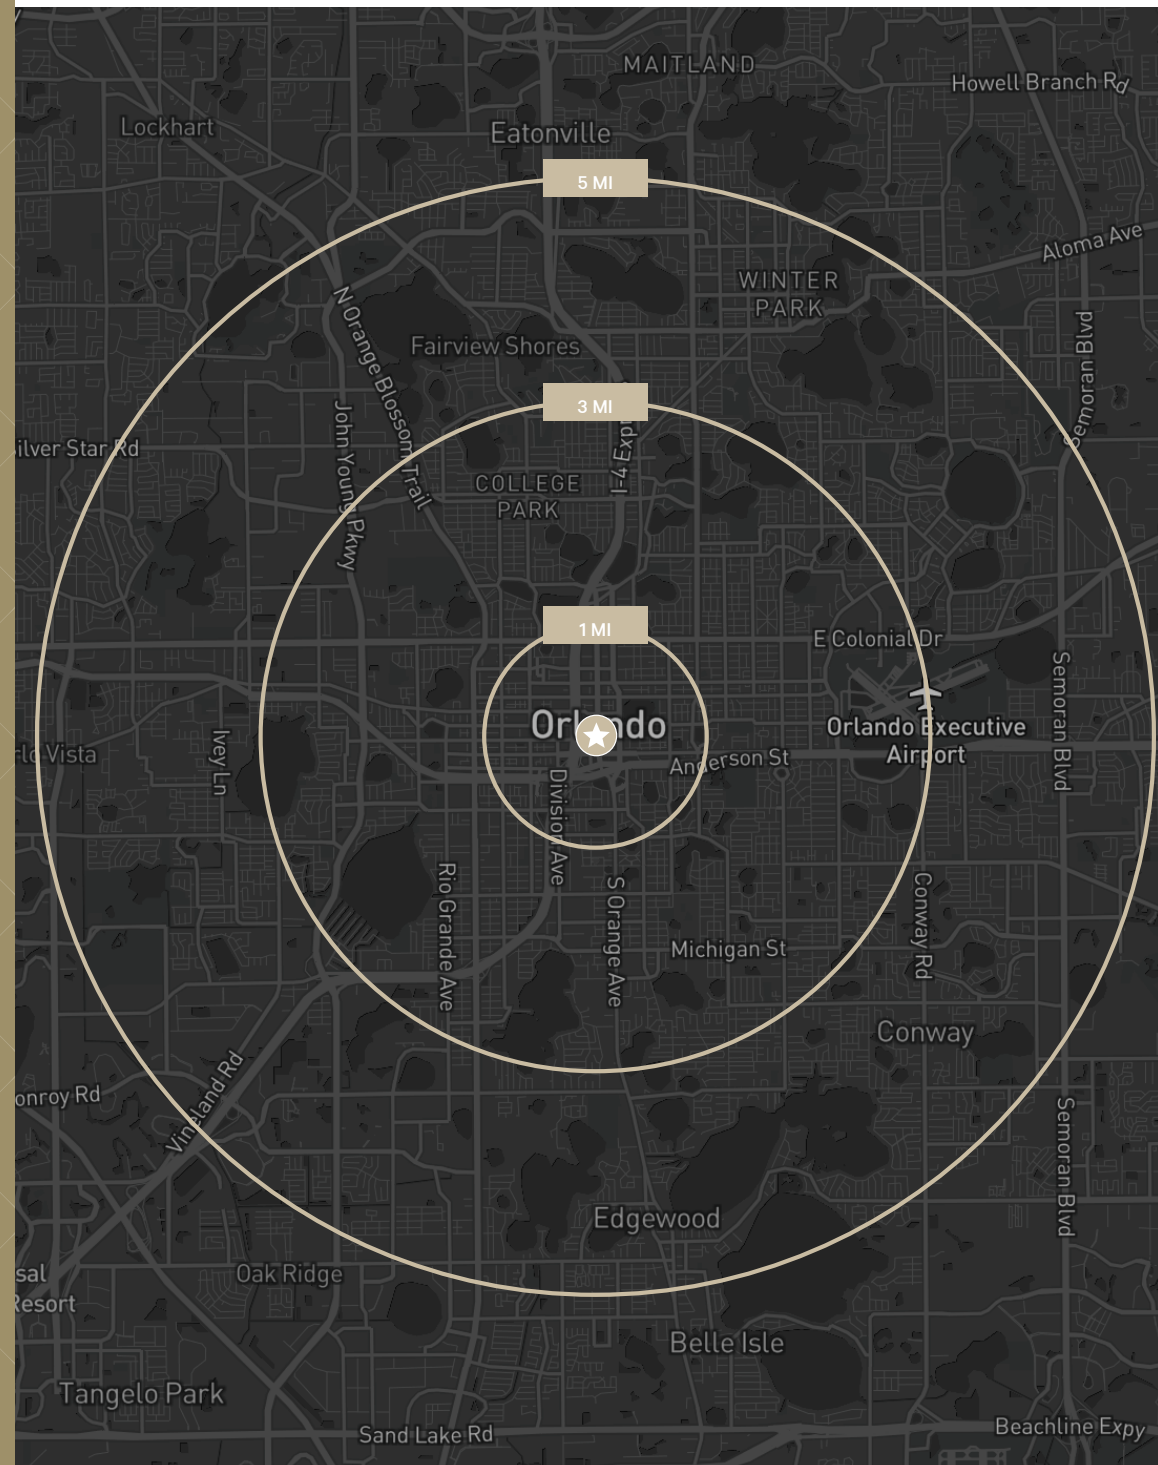 MAITLAND
Howell Branch Rd
Lockhart
Eatonville
5 MI
Aloma Ave
WINTER
PARK
N Orange Blossom Trail
Fairview Shores
Semoran Blvd
3 MI
John Young Pkwy
ilver Star Rd
I-4 Expr
COLLEGE
PARK
1 MI
E Colonial Dr
Semoran Blvd
Orlando
Orlando Executive
Airport
rlo Vista
Ivey Ln
Anderson St
Division Ave
Rio Grande Ave
S Orange Ave
Conway Rd
Michigan St
Conway
Vineland Rd
onroy Rd
Semoran Blvd
Edgewood
sal
Resort
Oak Ridge
Belle Isle
Tangelo Park
Sand Lake Rd
Beachline Expy